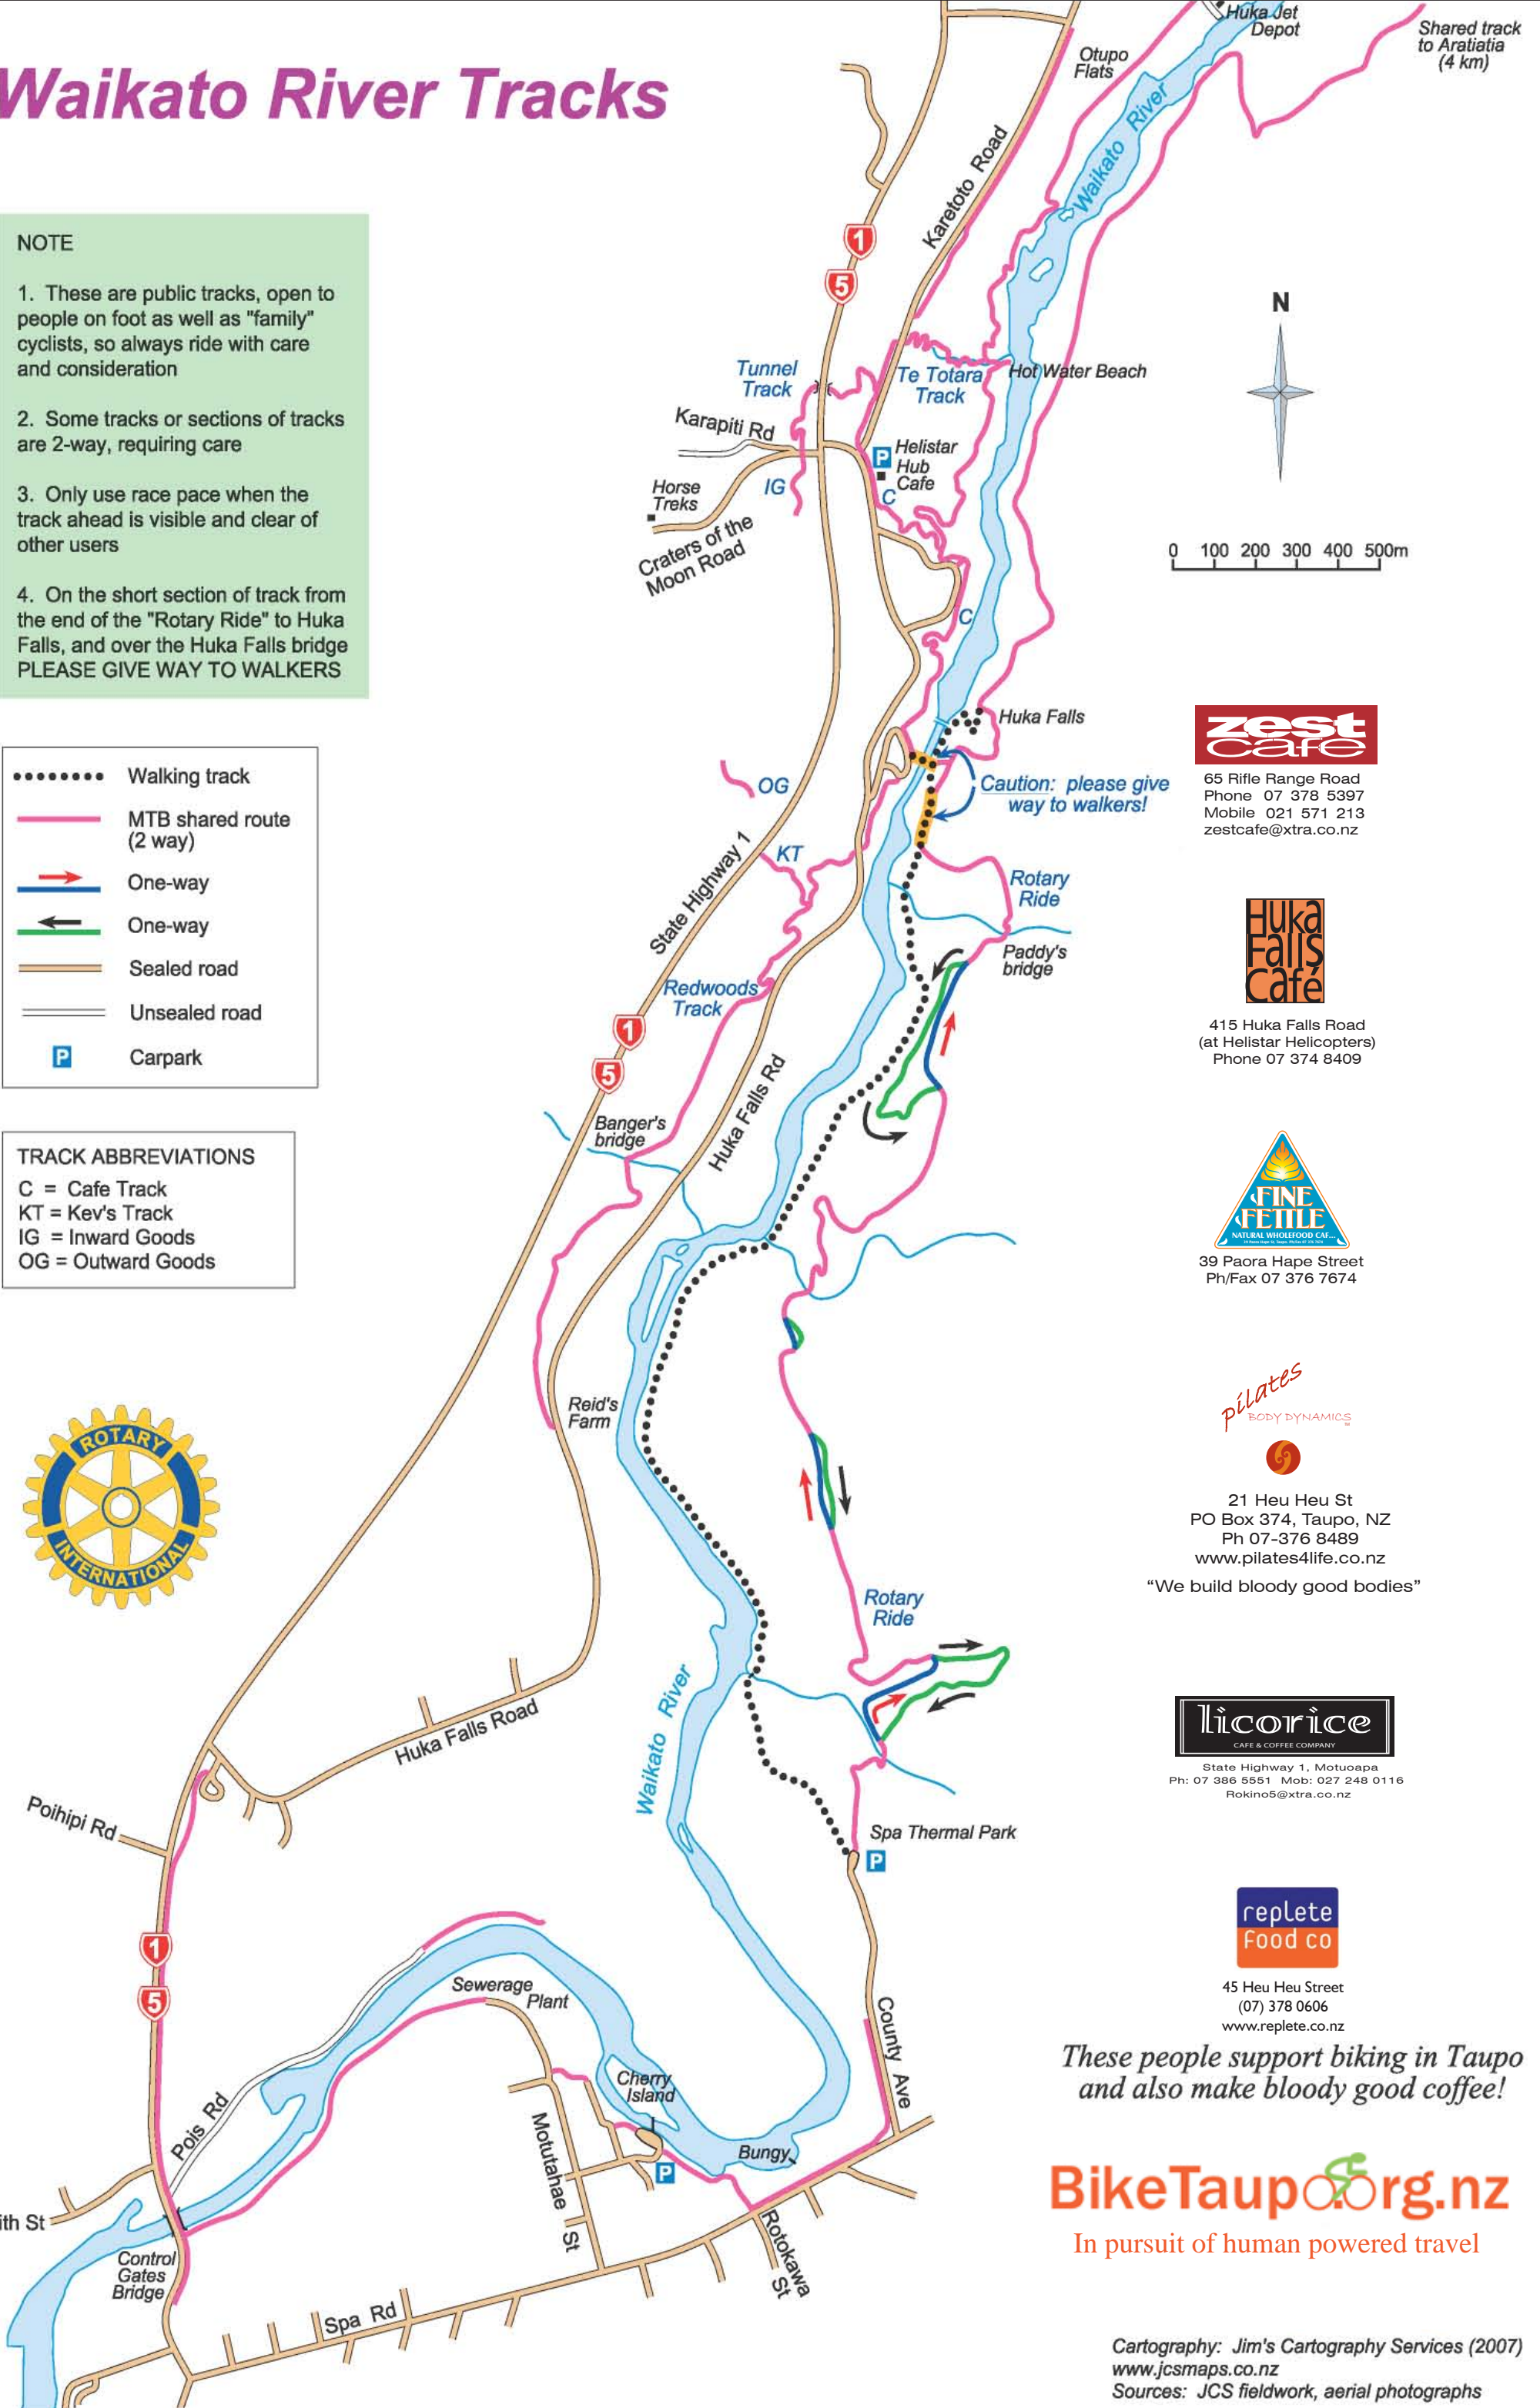 Waikato River Tracks
Huka Jet
Depot
Shared track
to Aratiatia
(4 km)
Otupo
Flats
Waikato River
Karetoto Road
NOTE
1. These are public tracks, open to
people on foot as well as "family"
cyclists, so always ride with care
and consideration
2. Some tracks or sections of tracks
are 2-way, requiring care
3. Only use race pace when the
track ahead is visible and clear of
other users
4. On the short section of track from
the end of the "Rotary Ride" to Huka
Falls, and over the Huka Falls bridge
PLEASE GIVE WAY TO WALKERS
1
5
N
Tunnel
Track
Te Totara
Track
Hot Water Beach
Karapiti Rd
P
Helistar
Hub
Cafe
C
Horse
Treks
IG
Craters of the
Moon Road
0 100 200 300 400 500m
C
Huka Falls
Walking track
MTB shared route
(2 way)
One-way
One-way
Sealed road
Unsealed road
P Carpark
OG
Caution: please give
way to walkers!
KT
State Highway 1
Rotary
Ride
Paddy's
bridge
Redwoods
Track
1
5
Huka Falls Rd
Banger's
bridge
TRACK ABBREVIATIONS
C = Cafe Track
KT = Kev's Track
IG = Inward Goods
OG = Outward Goods
Reid's
Farm
ROTARY
INTERNATIONAL
Rotary
Ride
Huka Falls Road
Waikato River
Poihipi Rd
Spa Thermal Park
P
1
5
Sewerage
Plant
County Ave
Cherry
Island
Pois Rd
Motutahae St
Bungy
P
ith St
Rotokawa
St
Control
Gates
Bridge
Spa Rd
zest
cafe
65 Rifle Range Road
Phone 07 378 5397
Mobile 021 571 213
zestcafe@xtra.co.nz
Huka
Falls
Café
415 Huka Falls Road
(at Helistar Helicopters)
Phone 07 374 8409
FINE
FETTLE
NATURAL WHOLEFOOD CAF...
39 Paora Hape Street
Ph/Fax 07 376 7674
pilates
BODY DYNAMICS
21 Heu Heu St
PO Box 374, Taupo, NZ
Ph 07-376 8489
www.pilates4life.co.nz
“We build bloody good bodies”
licorice
CAFE & COFFEE COMPANY
State Highway 1, Motuoapa
Ph: 07 386 5551 Mob: 027 248 0116
Rokino5@xtra.co.nz
replete
food co
45 Heu Heu Street
(07) 378 0606
www.replete.co.nz
These people support biking in Taupo
and also make bloody good coffee!
BikeTaupo.org.nz
In pursuit of human powered travel
Cartography: Jim's Cartography Services (2007)
www.jcsmaps.co.nz
Sources: JCS fieldwork, aerial photographs